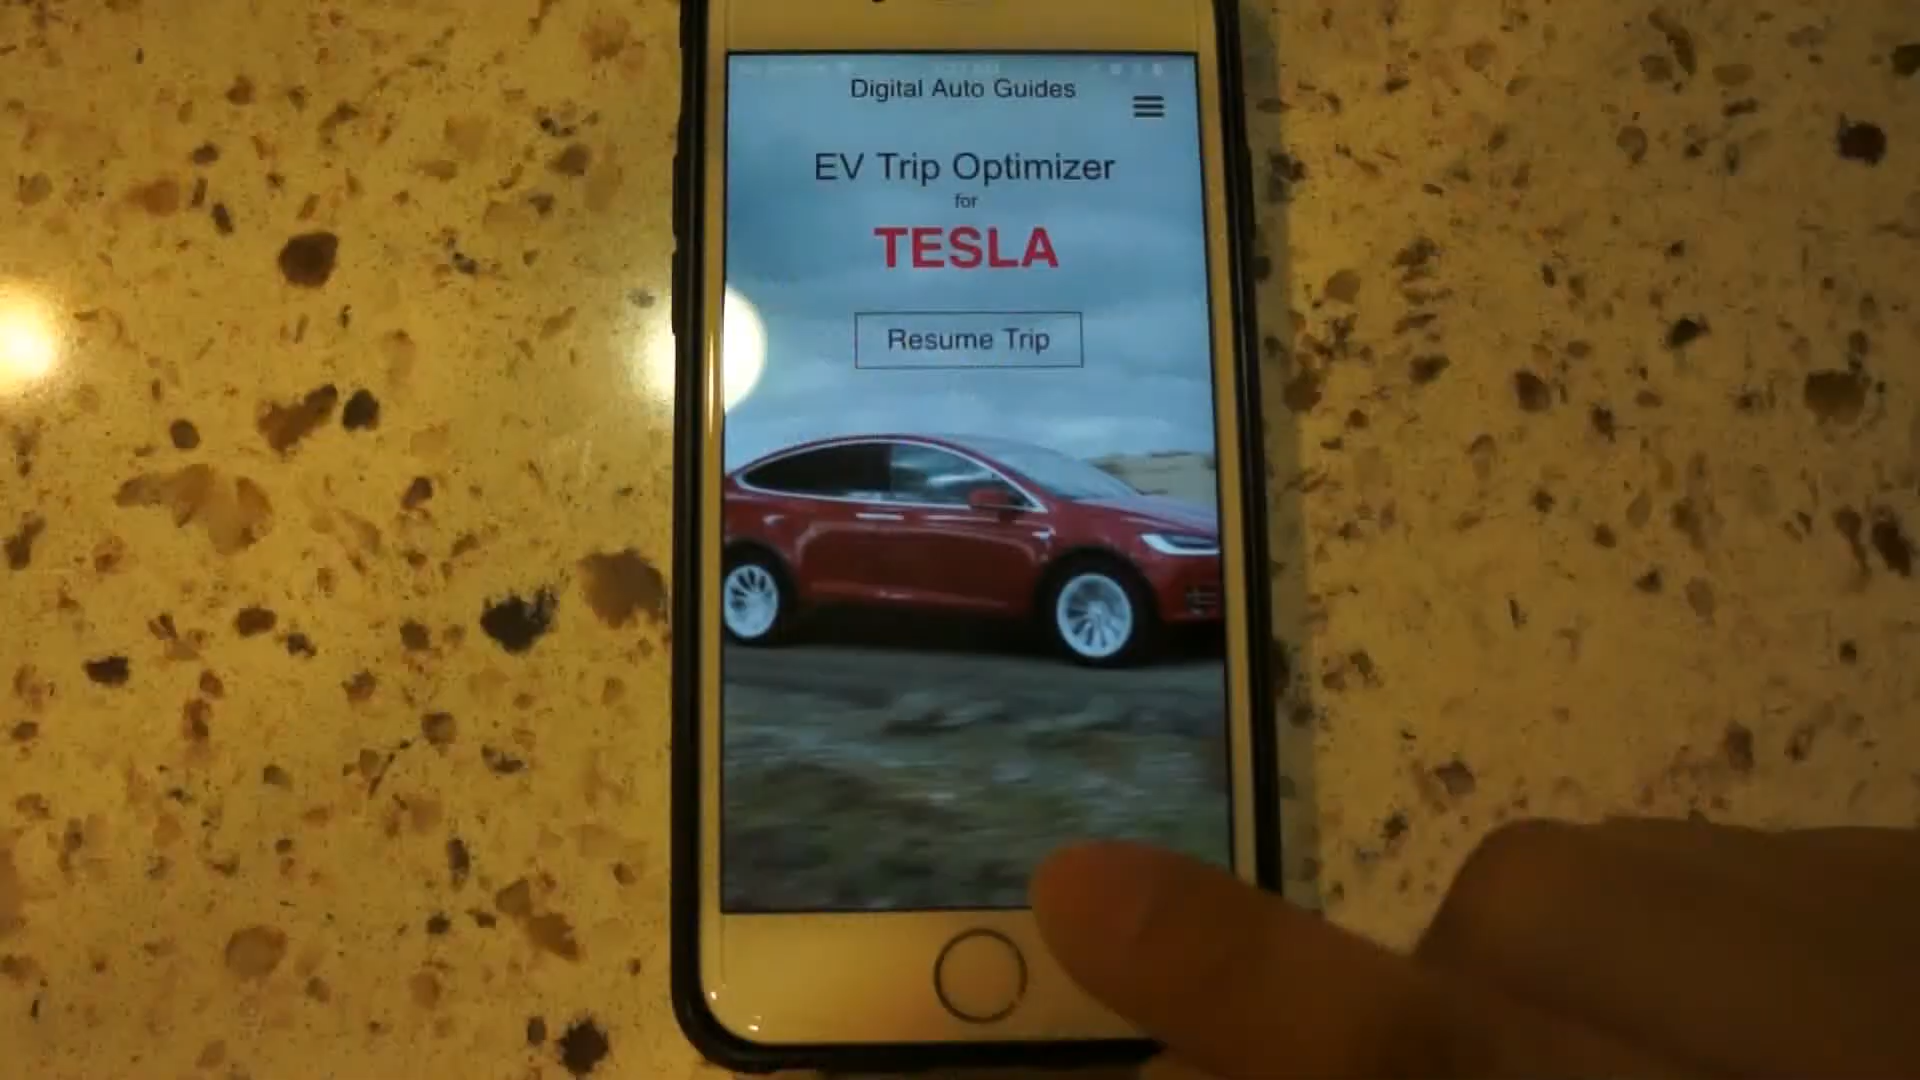 Digital Auto Guides
EV Trip Optimizer
for
TESLA
Resume Trip